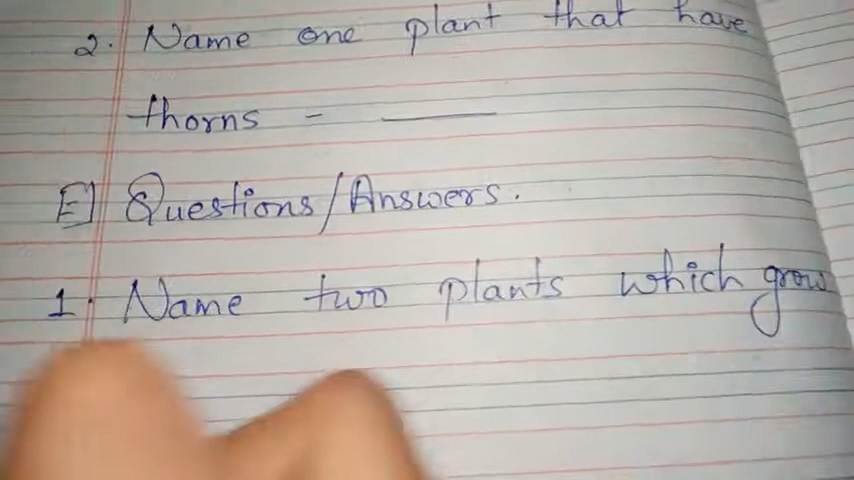 2. Name one plant that have
thorns - ______
E] Questions/Answers.
1. Name two plants which grow